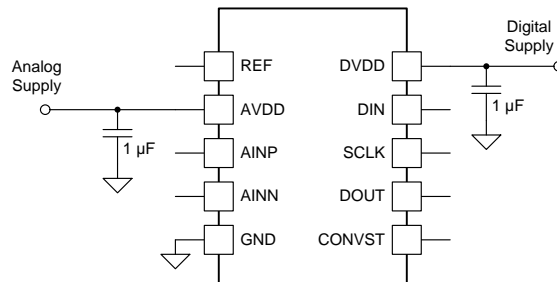 Digital
Supply
Analog
Supply
REF
DVDD
AVDD
DIN
1 µF
1 µF
AINP
SCLK
AINN
DOUT
GND
CONVST